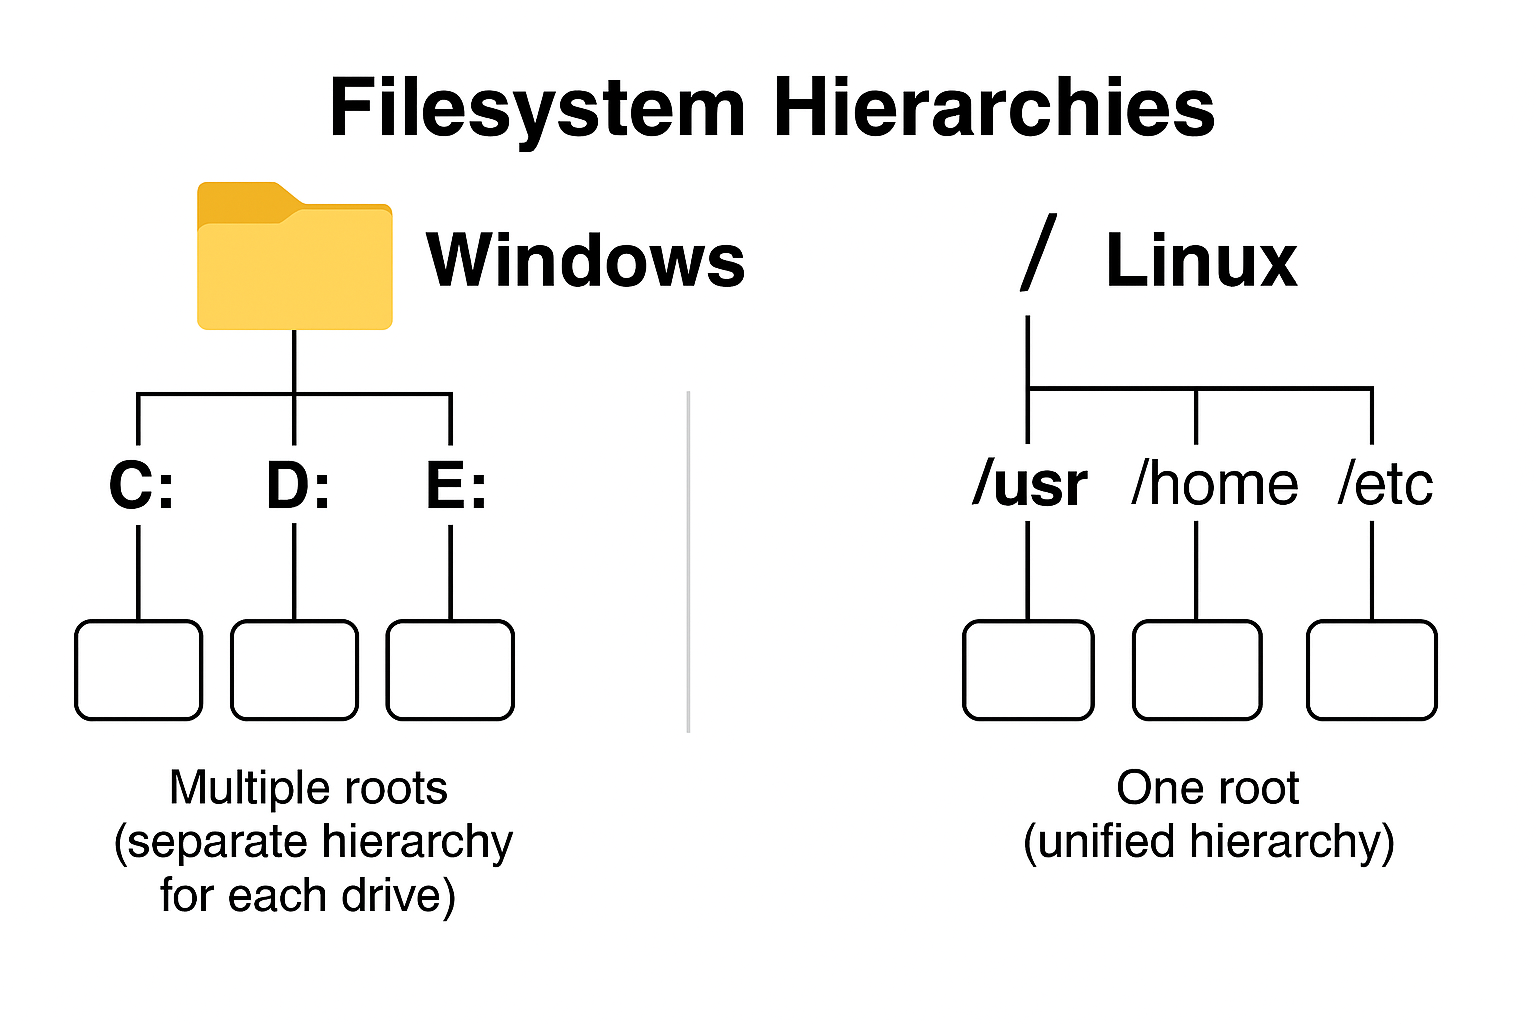 Filesystem Hierarchies
Windows
C: D: E:
Multiple roots
(separate hierarchy
for each drive)
/ Linux
/usr /home /etc
One root
(unified hierarchy)